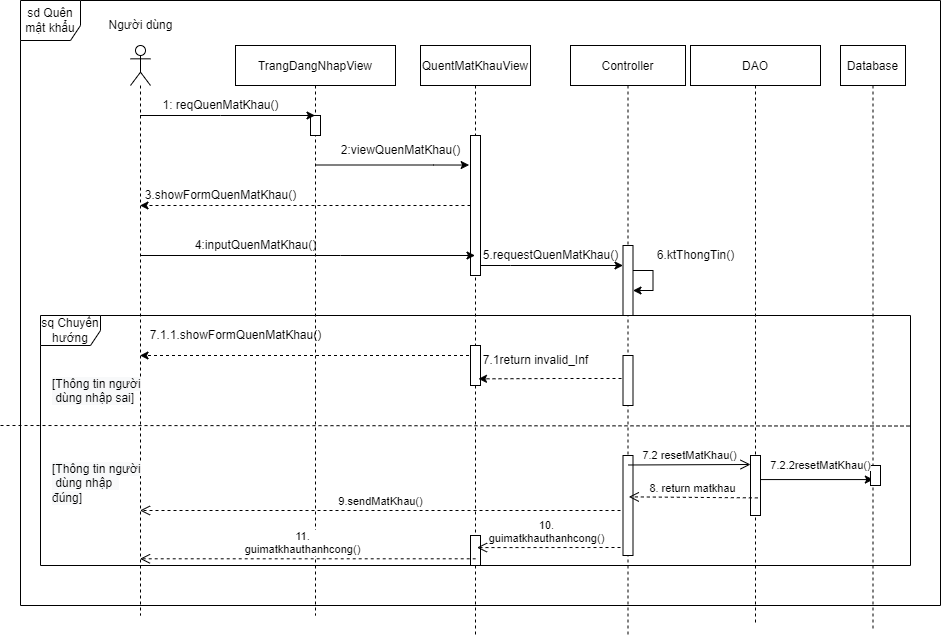 sd Quên
mật khẩu
Người dùng
TrangDangNhapView
QuentMatKhauView
Controller
DAO
Database
1: reqQuenMatKhau()
2:viewQuenMatKhau()
3.showFormQuenMatKhau()
4:inputQuenMatKhau()
5.requestQuenMatKhau()
6.ktThongTin()
sq Chuyển
hướng
7.1.1.showFormQuenMatKhau()
7.1return invalid_Inf
[Thông tin người
dùng nhập sai]
[Thông tin người
dùng nhập
đúng]
7.2 resetMatKhau()
7.2.2resetMatKhau()
8. return matkhau
9.sendMatKhau()
10.
guimatkhauthanhcong()
11.
guimatkhauthanhcong()